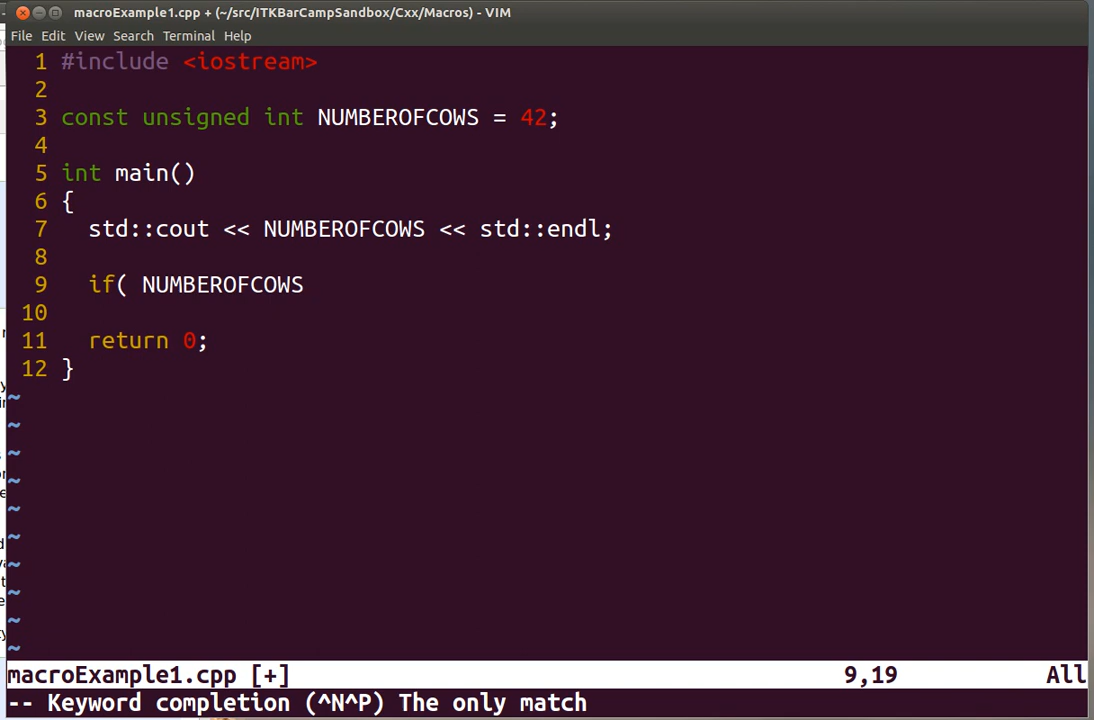 macroExample1.cpp + (~/src/ITKBarCampSandbox/Cxx/Macros) - VIM
File Edit View Search Terminal Help
1 #include <iostream>
2
3 const unsigned int NUMBEROFCOWS = 42;
4
5 int main()
6 {
7   std::cout << NUMBEROFCOWS << std::endl;
8
9   if( NUMBEROFCOWS
10
11   return 0;
12 }
~
~
~
~
~
~
~
~
~
~
macroExample1.cpp [+] 9,19 All
-- Keyword completion (^N^P) The only match